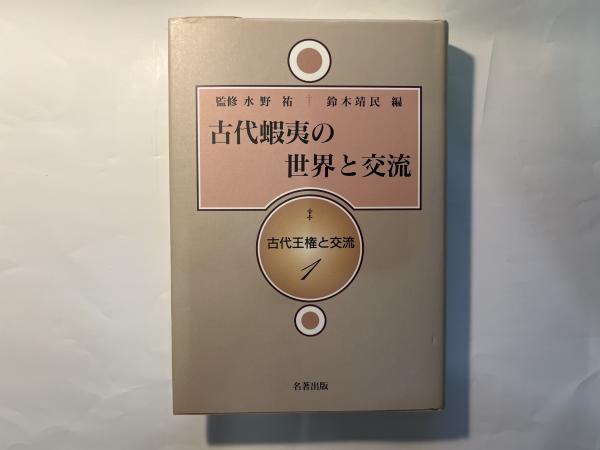 監修 水野 祐 鈴木靖民 編
古代蝦夷の
世界と交流
古代王権と交流
1
名著出版